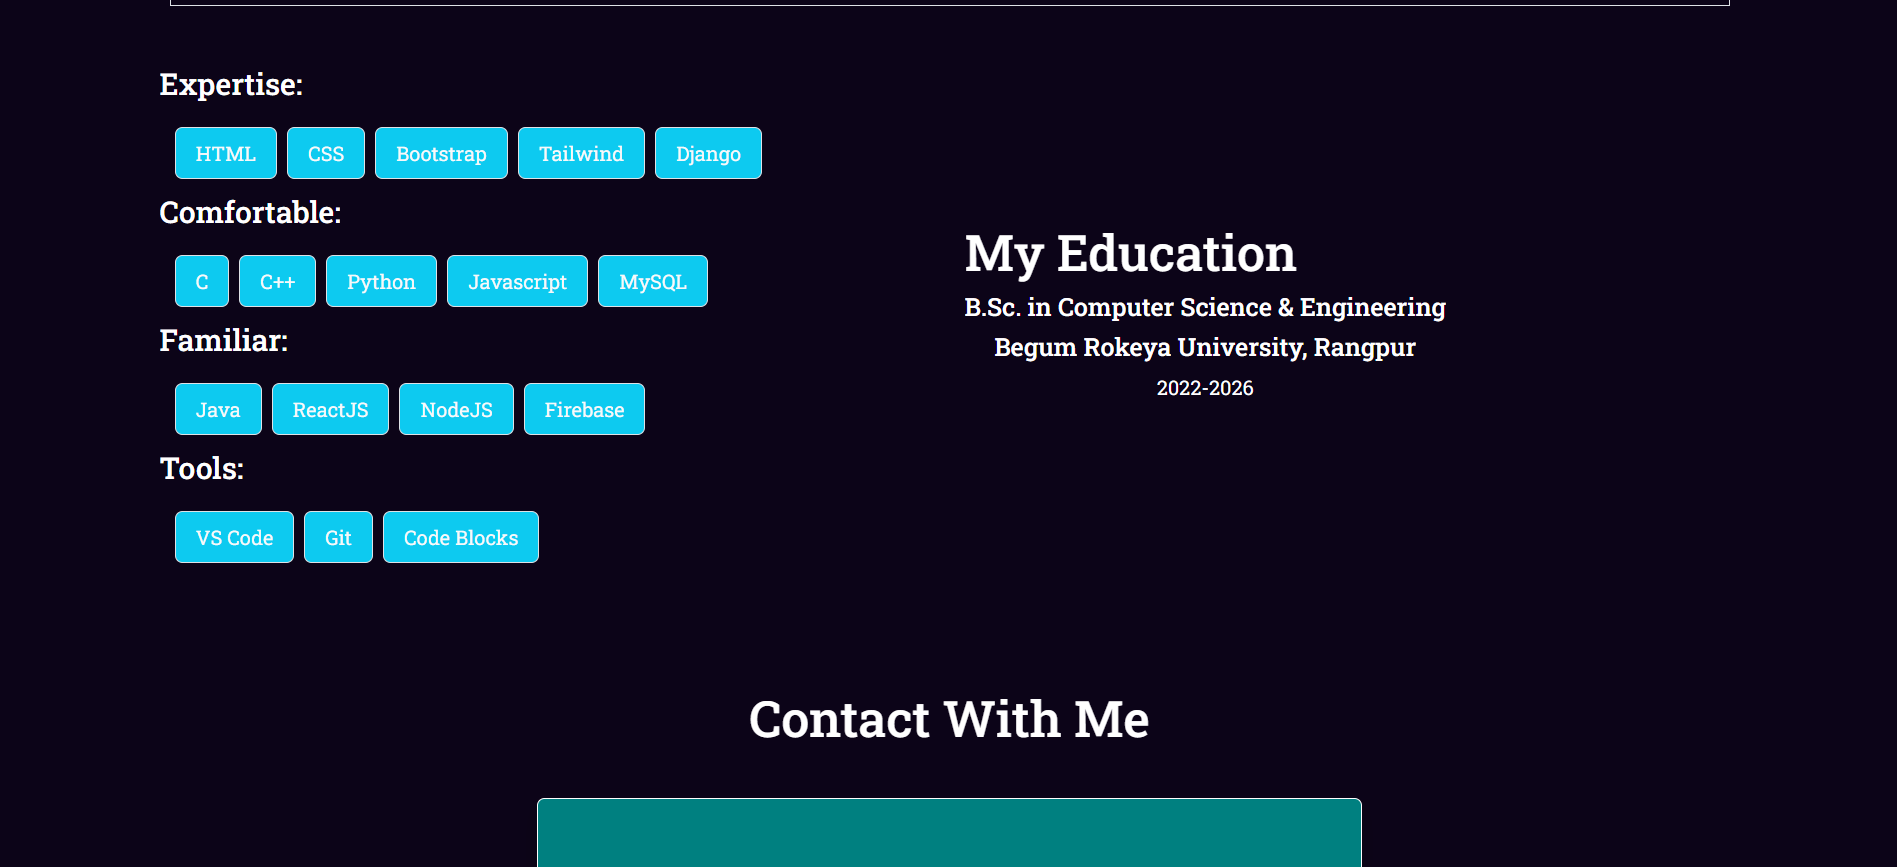 Expertise:
HTML CSS Bootstrap Tailwind Django
Comfortable:
C C++ Python Javascript MySQL
Familiar:
Java ReactJS NodeJS Firebase
Tools:
VS Code Git Code Blocks
My Education
B.Sc. in Computer Science & Engineering
Begum Rokeya University, Rangpur
2022-2026
Contact With Me